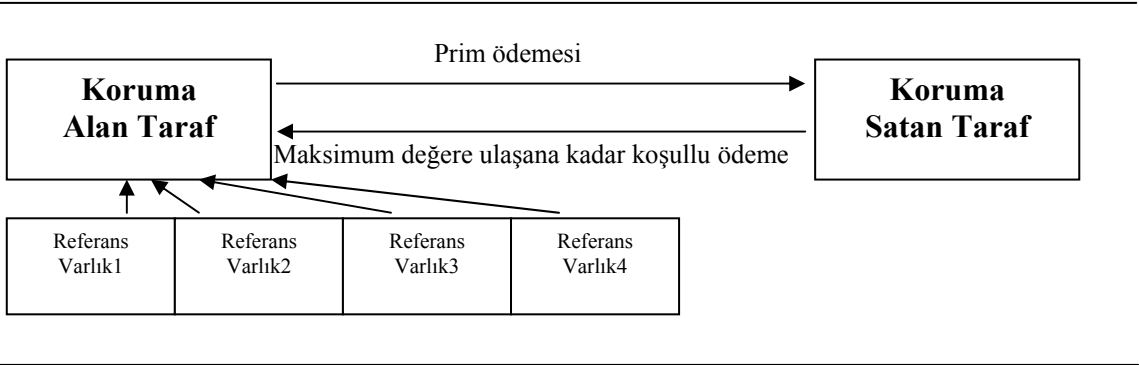 Prim ödemesi
Koruma
Alan Taraf
Koruma
Satan Taraf
Maksimum değere ulaşana kadar koşullu ödeme
Referans
Varlık1
Referans
Varlık2
Referans
Varlık3
Referans
Varlık4